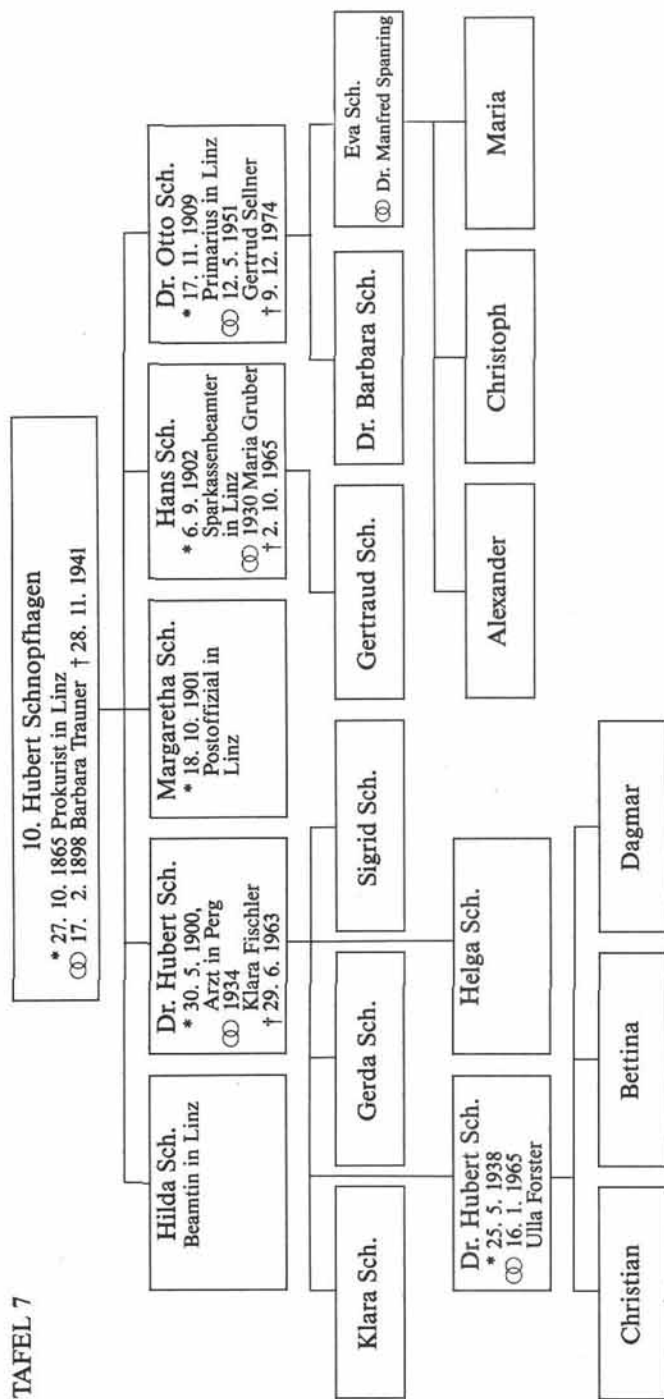 TAFEL 7
10. Hubert Schnopfhagen
* 27. 10. 1865 Prokurist in Linz
⚭ 17. 2. 1898 Barbara Trauner † 28. 11. 1941
Hilda Sch.
Beamtin in Linz
Dr. Hubert Sch.
* 30. 5. 1900,
Arzt in Perg
⚭ 1934
Klara Fischler
† 29. 6. 1963
Margaretha Sch.
* 18. 10. 1901
Postoffizial in
Linz
Hans Sch.
* 6. 9. 1902
Sparkassenbeamter
in Linz
⚭ 1930 Maria Gruber
† 2. 10. 1965
Dr. Otto Sch.
* 17. 11. 1909
Primarius in Linz
⚭ 12. 5. 1951
Gertrud Sellner
† 9. 12. 1974
Klara Sch.
Gerda Sch.
Sigrid Sch.
Gertraud Sch.
Dr. Barbara Sch.
Eva Sch.
⚭ Dr. Manfred Spanring
Dr. Hubert Sch.
* 25. 5. 1938
⚭ 16. 1. 1965
Ulla Forster
Helga Sch.
Alexander
Christoph
Maria
Christian
Bettina
Dagmar